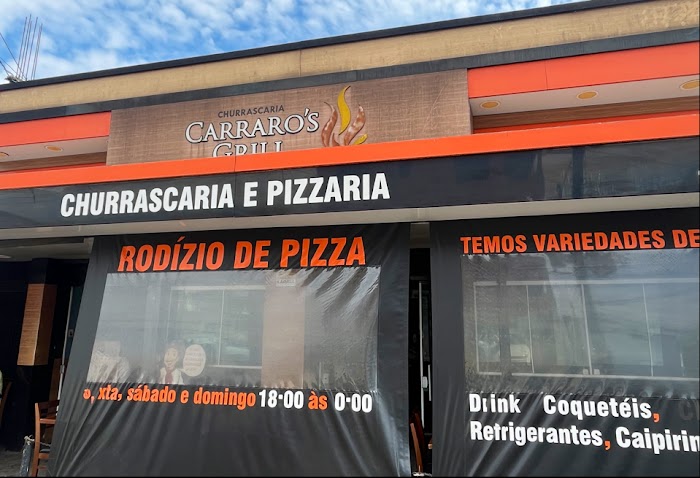 CHURRASCARIA
CARRARO'S
GRILL
CHURRASCARIA E PIZZARIA
RODÍZIO DE PIZZA
TEMOS VARIEDADES DE
sábado e domingo 18-00 às 0-00
Drink Coquetéis,
Refrigerantes, Caipirin